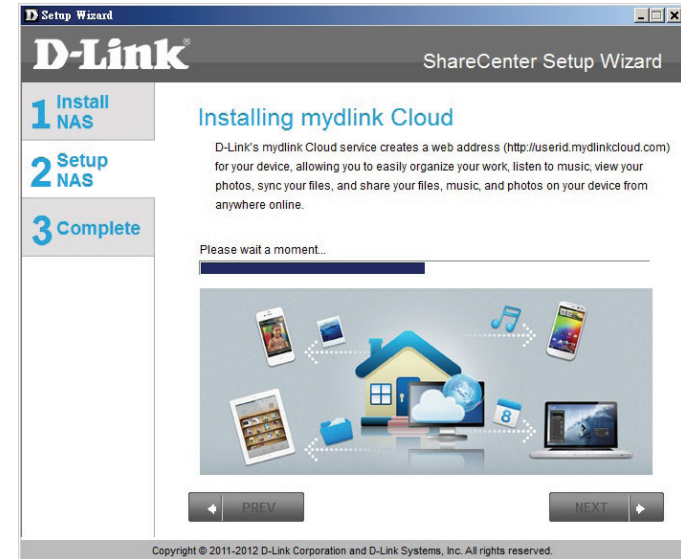 Setup Wizard
D-Link®
ShareCenter Setup Wizard
1 Install
NAS
2 Setup
NAS
3 Complete
Installing mydlink Cloud
D-Link's mydlink Cloud service creates a web address (http://userid.mydlinkcloud.com)
for your device, allowing you to easily organize your work, listen to music, view your
photos, sync your files, and share your files, music, and photos on your device from
anywhere online.
Please wait a moment...
8
PREV
NEXT
Copyright © 2011-2012 D-Link Corporation and D-Link Systems, Inc. All rights reserved.